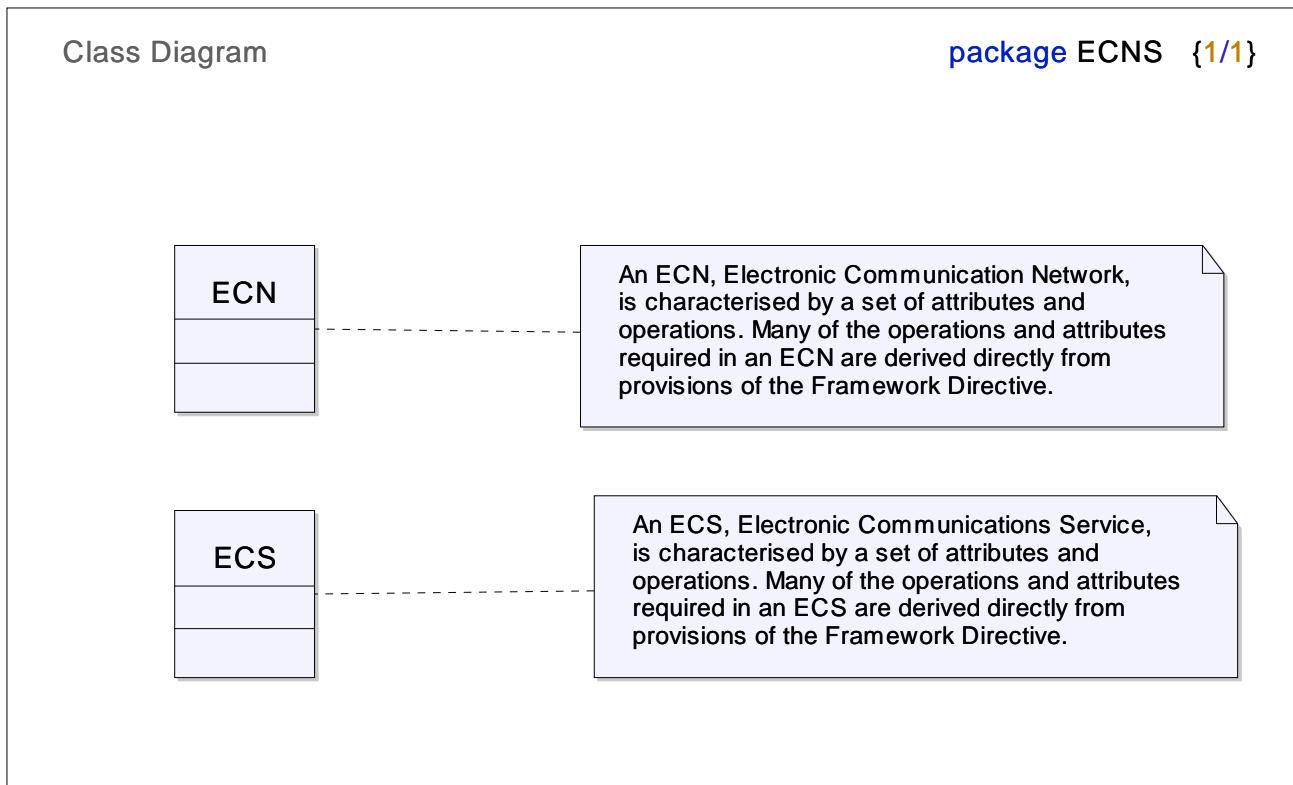 Class Diagram
package ECNS {1/1}
ECN
An ECN, Electronic Communication Network,
is characterised by a set of attributes and
operations. Many of the operations and attributes
required in an ECN are derived directly from
provisions of the Framework Directive.
ECS
An ECS, Electronic Communications Service,
is characterised by a set of attributes and
operations. Many of the operations and attributes
required in an ECS are derived directly from
provisions of the Framework Directive.